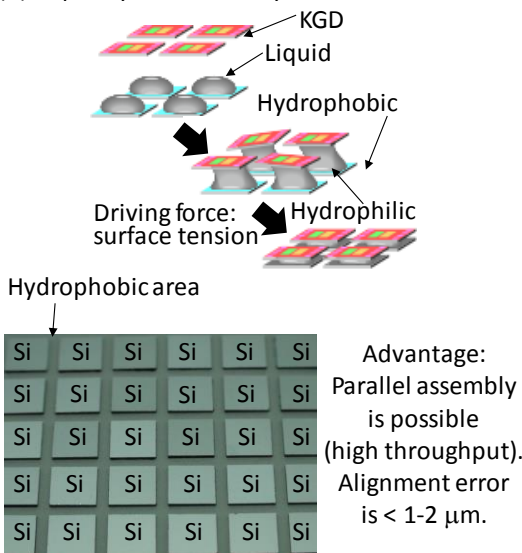 KGD
Liquid
Hydrophobic
Hydrophilic
Driving force:
surface tension
Hydrophobic area
Si Si Si Si Si Si
Si Si Si Si Si Si
Si Si Si Si Si Si
Si Si Si Si Si Si
Si Si Si Si Si Si
Advantage:
Parallel assembly
is possible
(high throughput).
Alignment error
is < 1-2 μm.